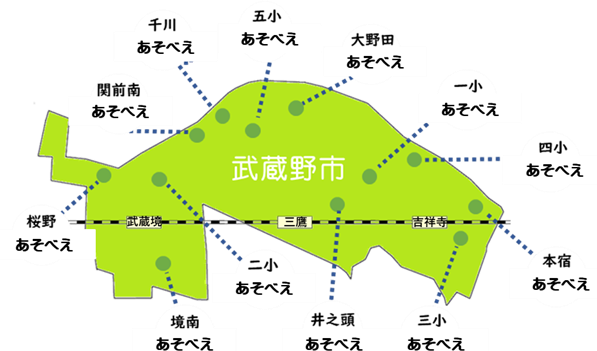 千川
あそべえ
五小
あそべえ
大野田
あそべえ
関前南
あそべえ
一小
あそべえ
四小
あそべえ
武蔵野市
桜野
あそべえ
武蔵境
三鷹
吉祥寺
二小
あそべえ
本宿
あそべえ
境南
あそべえ
井之頭
あそべえ
三小
あそべえ